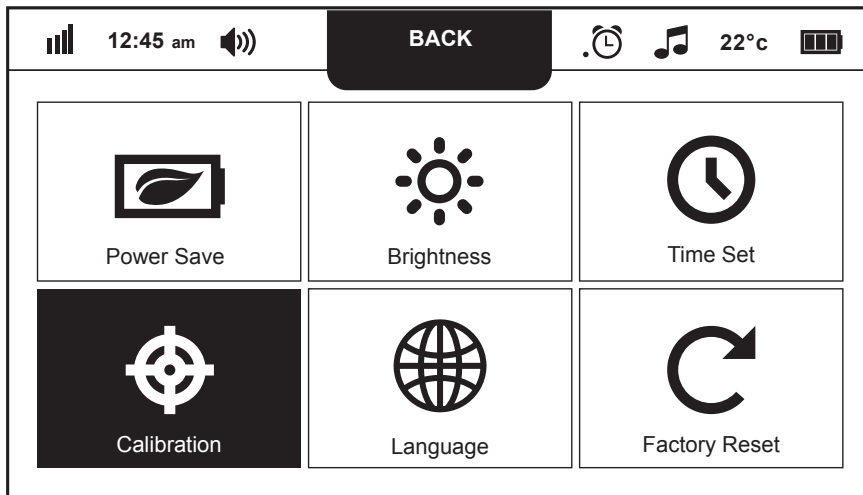 12:45 am BACK 22°c
Power Save Brightness Time Set
Calibration Language Factory Reset